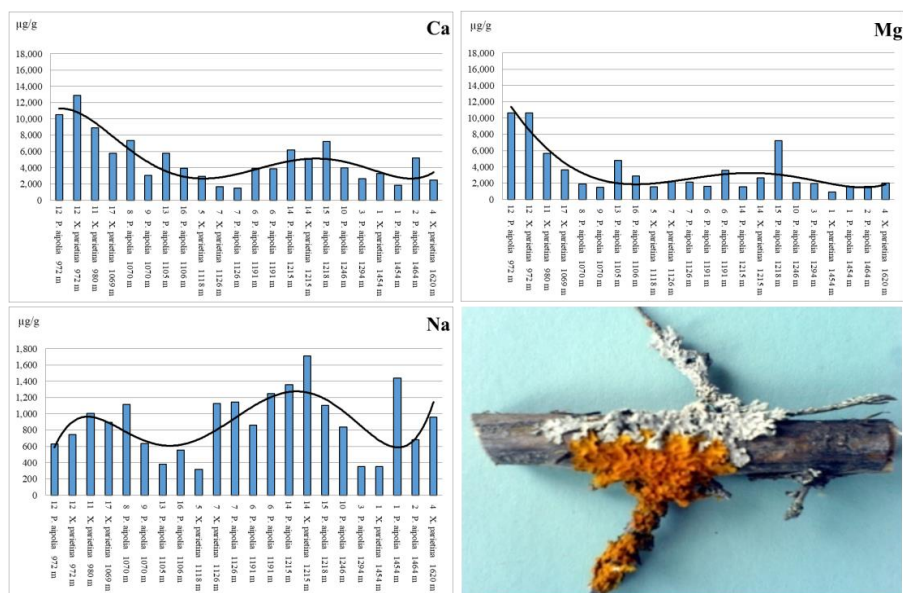 µg/g
Ca
18,000
16,000
14,000
12,000
10,000
8,000
6,000
4,000
2,000
0
12 P. aipolia 972 m
12 X. parietina 972 m
11 X. parietina 980 m
17 X. parietina 1069 m
8 P. aipolia 1070 m
9 P. aipolia 1070 m
13 P. aipolia 1105 m
16 P. aipolia 1106 m
5 X. parietina 1118 m
7 X. parietina 1126 m
7 P. aipolia 1126 m
6 P. aipolia 1191 m
6 P. aipolia 1191 m
14 P. aipolia 1215 m
14 X. parietina 1215 m
15 P. aipolia 1218 m
10 P. aipolia 1246 m
3 P. aipolia 1294 m
1 X. parietina 1454 m
1 P. aipolia 1454 m
2 P. aipolia 1464 m
4 X. parietina 1620 m
µg/g
Mg
18,000
16,000
14,000
12,000
10,000
8,000
6,000
4,000
2,000
0
12 P. aipolia 972 m
12 X. parietina 972 m
11 X. parietina 980 m
17 X. parietina 1069 m
8 P. aipolia 1070 m
9 P. aipolia 1070 m
13 P. aipolia 1105 m
16 P. aipolia 1106 m
5 X. parietina 1118 m
7 X. parietina 1126 m
7 P. aipolia 1126 m
6 P. aipolia 1191 m
6 P. aipolia 1191 m
14 P. aipolia 1215 m
14 X. parietina 1215 m
15 P. aipolia 1218 m
10 P. aipolia 1246 m
3 P. aipolia 1294 m
1 X. parietina 1454 m
1 P. aipolia 1454 m
2 P. aipolia 1464 m
4 X. parietina 1620 m
µg/g
Na
1,800
1,600
1,400
1,200
1,000
800
600
400
200
0
12 P. aipolia 972 m
12 X. parietina 972 m
11 X. parietina 980 m
17 X. parietina 1069 m
8 P. aipolia 1070 m
9 P. aipolia 1070 m
13 P. aipolia 1105 m
16 P. aipolia 1106 m
5 X. parietina 1118 m
7 X. parietina 1126 m
7 P. aipolia 1126 m
6 P. aipolia 1191 m
6 P. aipolia 1191 m
14 P. aipolia 1215 m
14 X. parietina 1215 m
15 P. aipolia 1218 m
10 P. aipolia 1246 m
3 P. aipolia 1294 m
1 X. parietina 1454 m
1 P. aipolia 1454 m
2 P. aipolia 1464 m
4 X. parietina 1620 m